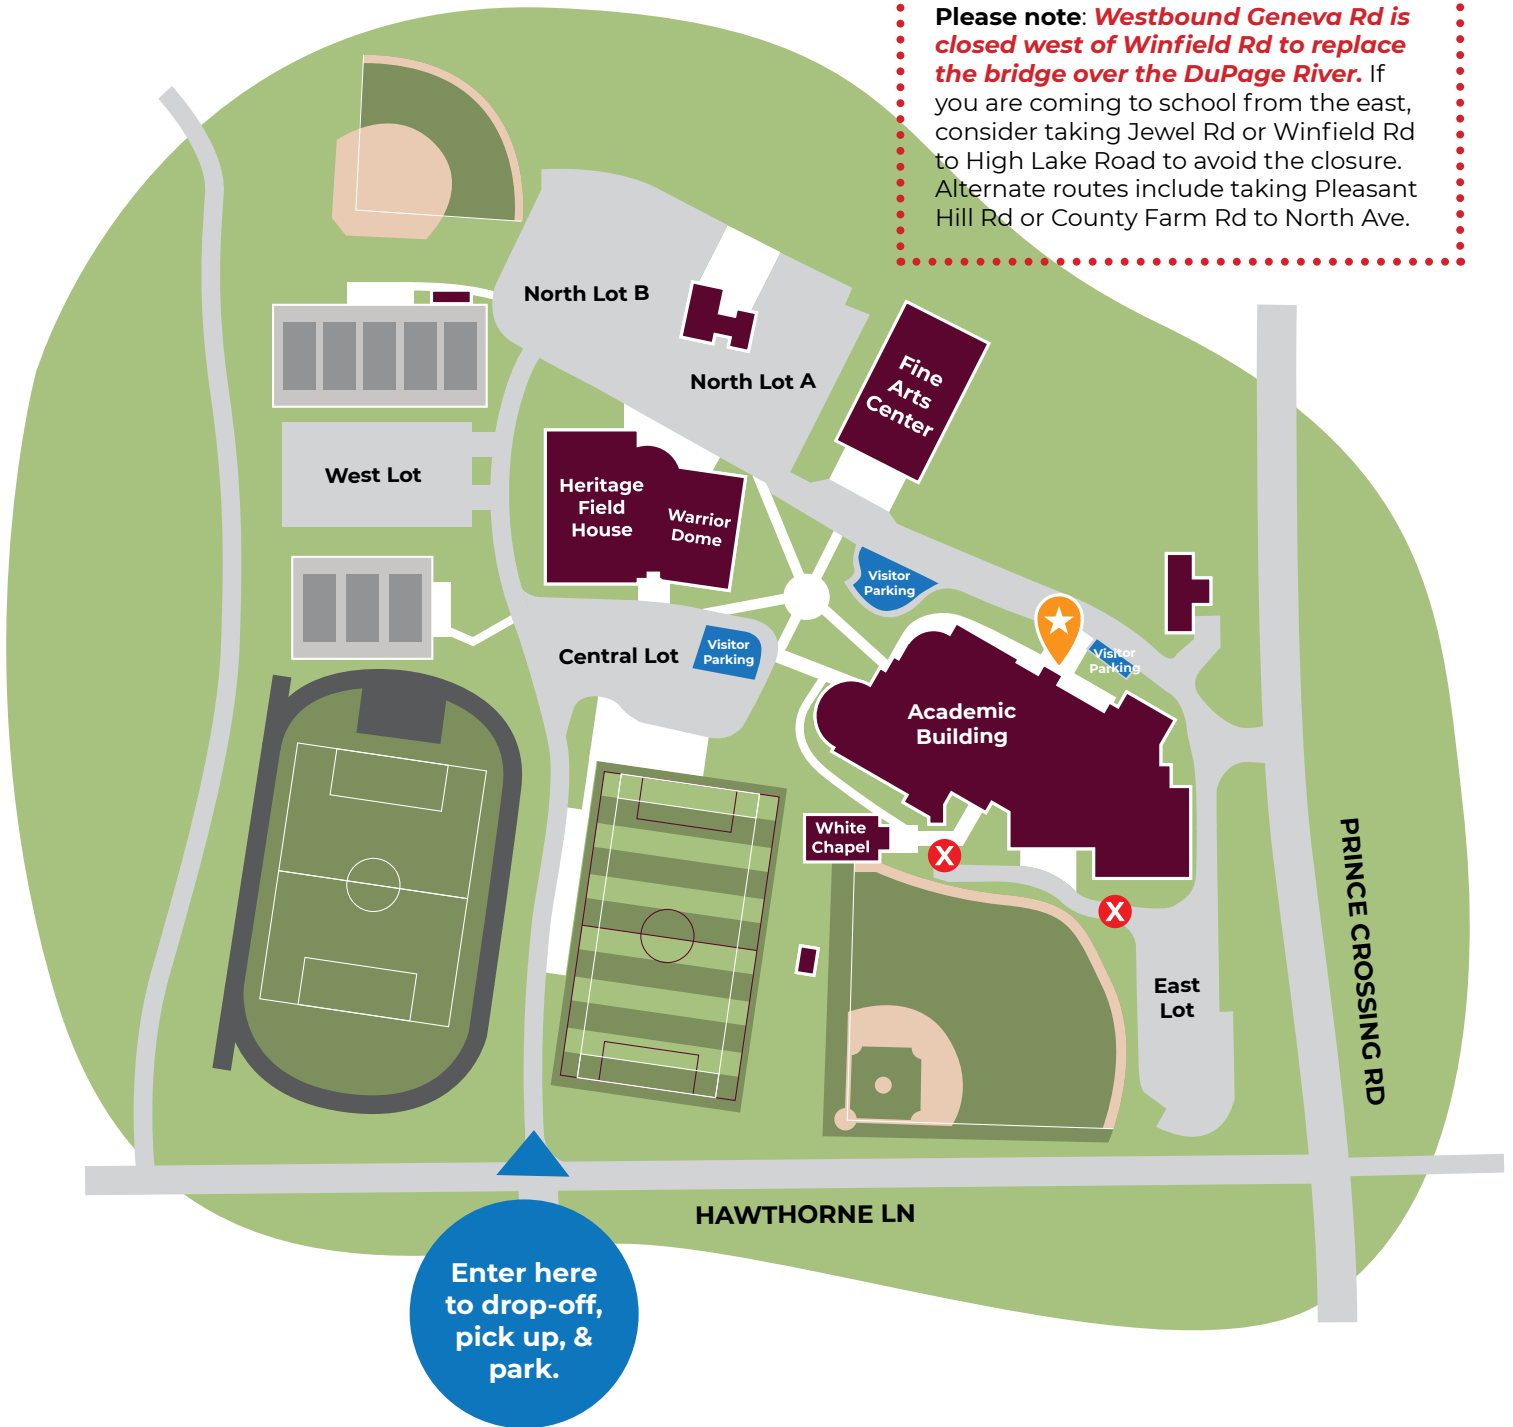 Please note: Westbound Geneva Rd is
closed west of Winfield Rd to replace
the bridge over the DuPage River. If
you are coming to school from the east,
consider taking Jewel Rd or Winfield Rd
to High Lake Road to avoid the closure.
Alternate routes include taking Pleasant
Hill Rd or County Farm Rd to North Ave.
North Lot B
North Lot A
Fine
Arts
Center
West Lot
Heritage
Field
House
Warrior
Dome
Visitor
Parking
Central Lot
Visitor
Parking
Visitor
Parking
Academic
Building
White
Chapel
X
X
East
Lot
PRINCE CROSSING RD
HAWTHORNE LN
Enter here
to drop-off,
pick up, &
park.